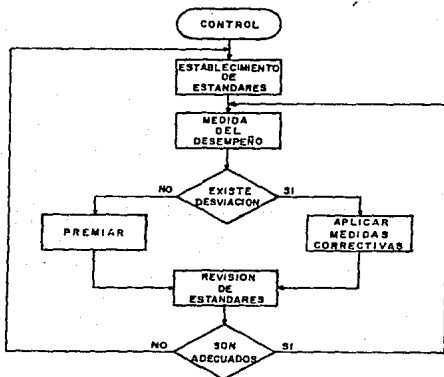 CONTROL
ESTABLECIMIENTO
DE
ESTANDARES
MEDIDA
DEL
DESEMPEÑO
NO
EXISTE
DESVIACION
SI
PREMIAR
APLICAR
MEDIDAS
CORRECTIVAS
REVISION
DE
ESTANDARES
NO
SON
ADECUADOS
SI